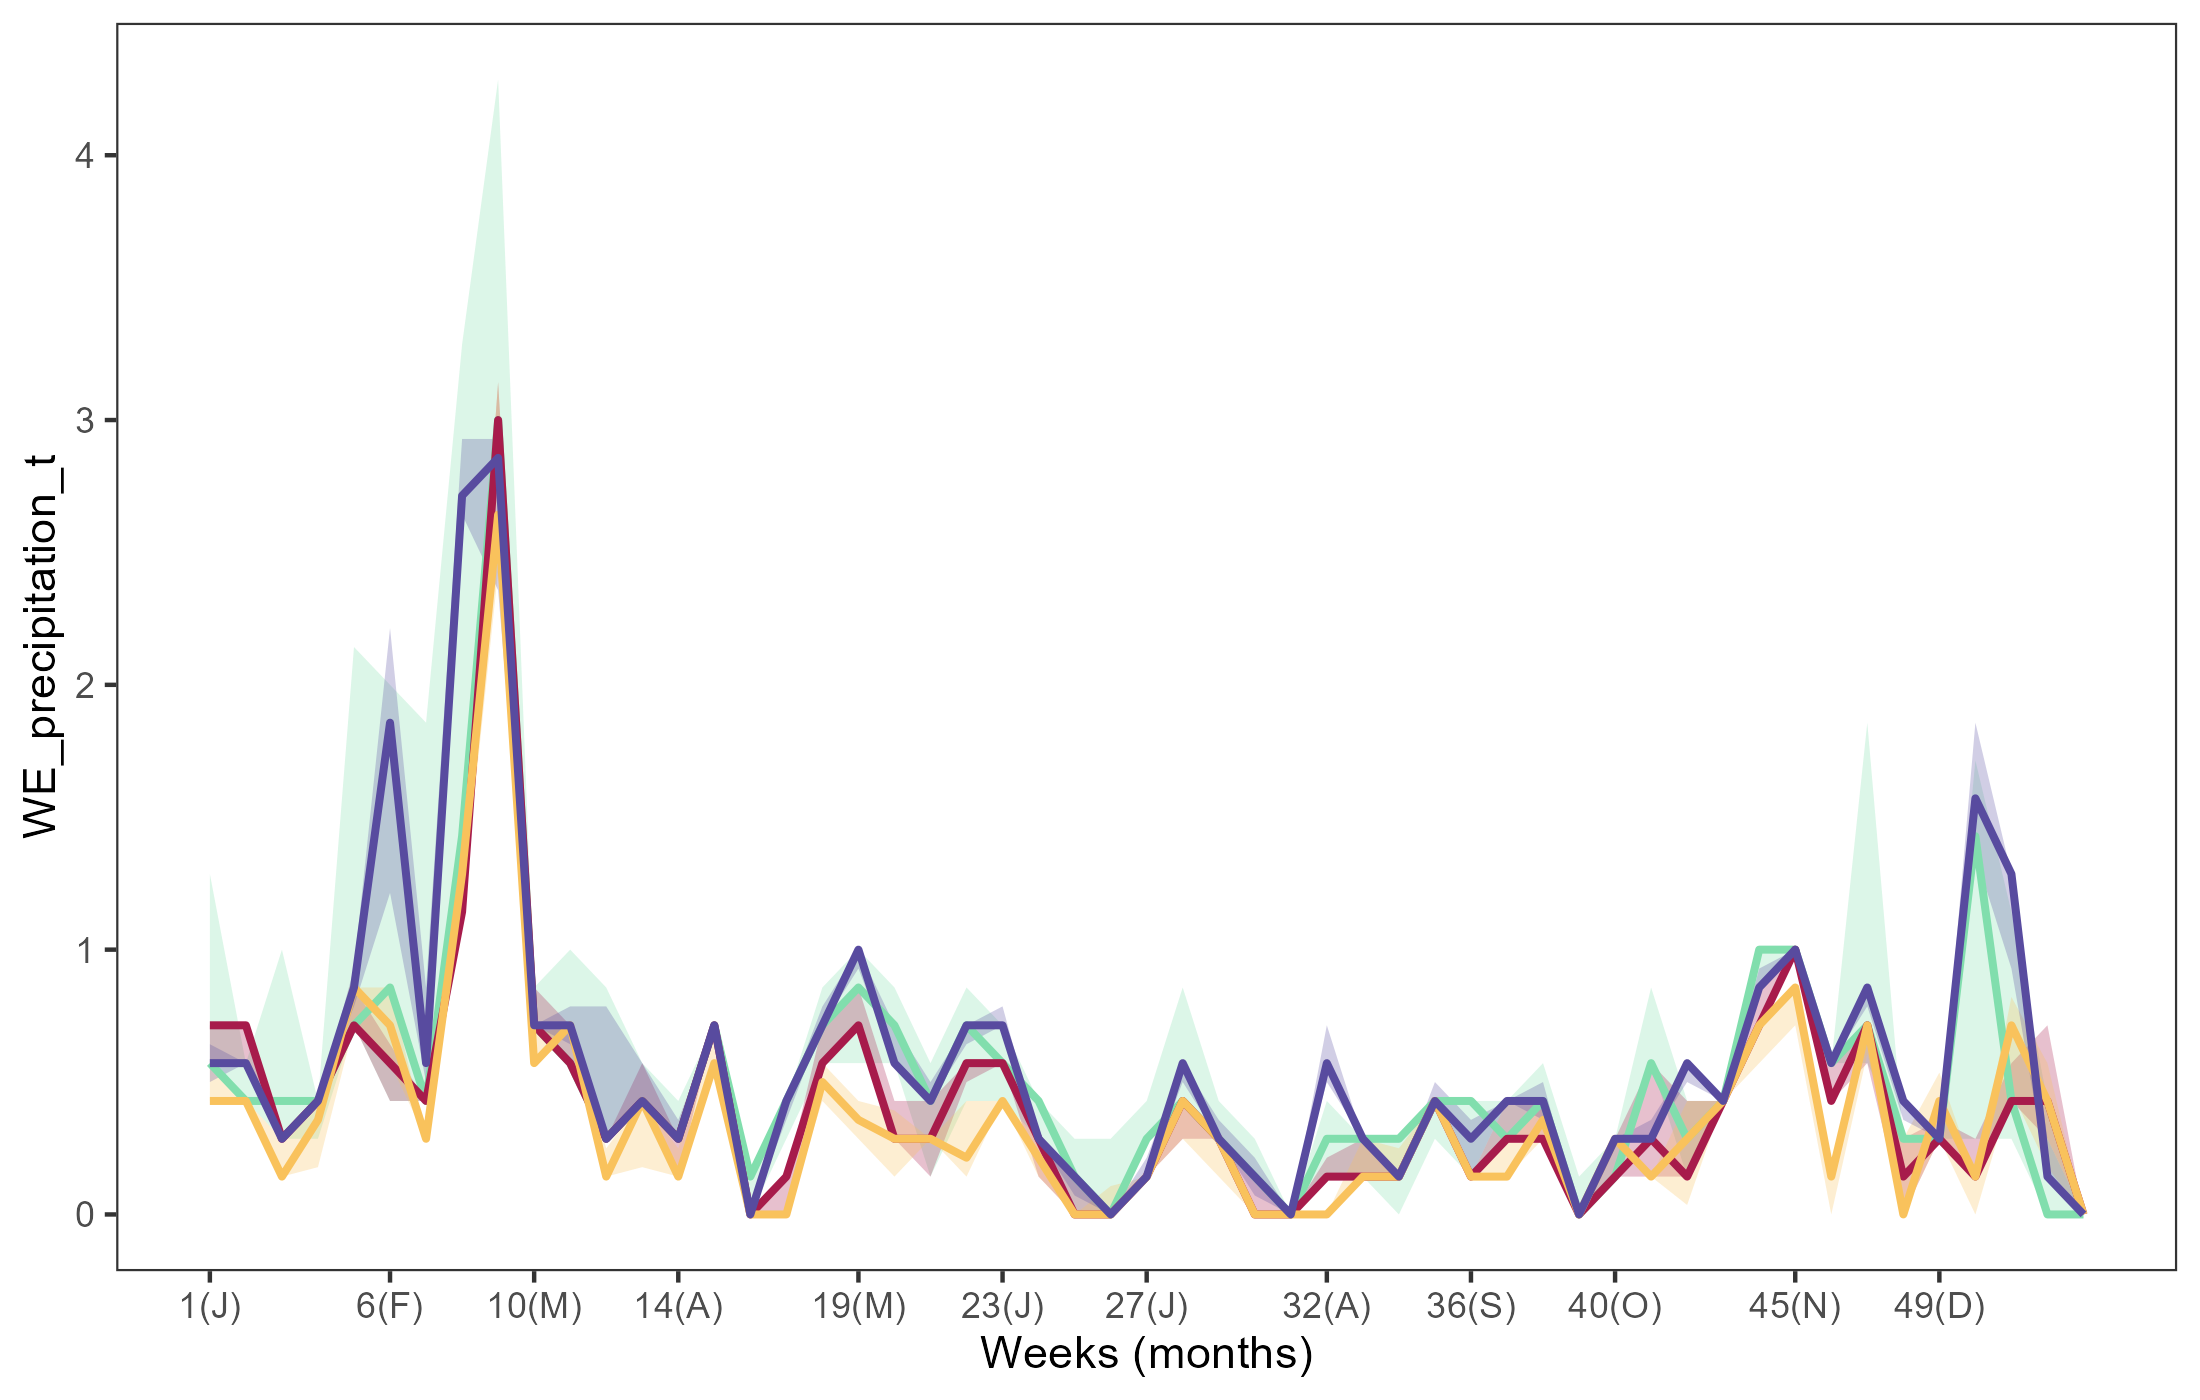 WE_precipitation_t
4
3
2
1
0
1(J) 6(F) 10(M) 14(A) 19(M) 23(J) 27(J) 32(A) 36(S) 40(O) 45(N) 49(D)
Weeks (months)